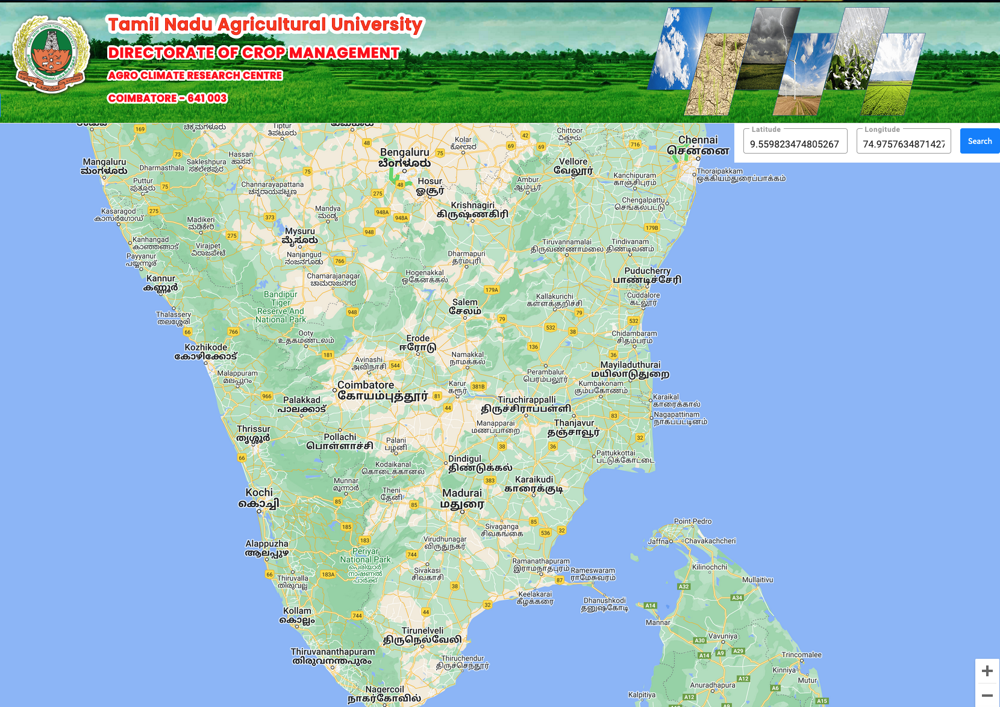 Tamil Nadu Agricultural University
DIRECTORATE OF CROP MANAGEMENT
AGRO CLIMATE RESEARCH CENTRE
COIMBATORE - 641 003
Latitude
9.559823474805267
Longitude
Search
169
ಚಿಕ್ಕಮಗಳೂರು
Tiptur
ತಿಪಟೂರು
Chittoor
చిత్తూరు
42
Kolar
ಕೋಲಾರ
48
69
69
716
Chennai
சென்னை
Bengaluru
ಬೆಂಗಳೂರು
75
73
Hassan
ಹಾಸನ
Mangaluru
ಮಂಗಳೂರು
Dharmasthala
Sakleshpura
ಸಕಲೇಶಪುರ
75
Vellore
வேலூர்
Thoraipakkam
ஒக்கியம்துரைப்பாக்கம்
Kanchipuram
காஞ்சிபுரம்
Puttur
ಪುತ್ತೂರು
75
Channarayapattana
ಚನ್ನರಾಯಪಟ್ಟಣ
48
Hosur
ஓசூர்
Ambur
ஆம்பூர்
275
Chengalpattu
செங்கல்பட்டு
Kasaragod
കാസർഗോഡ്
275
Mandya
ಮಂಡ್ಯ
948A
948A
Krishnagiri
கிருஷ்ணகிரி
Madikeri
ಮಡಿಕೇರಿ
373
179B
Mysuru
ಮೈಸೂರು
948
275
Kanhangad
കാഞ്ഞങ്ങാട്
Virajpet
ವಿರಾಜಪೇಟೆ
Tiruvannamalai
திருவண்ணாமலை
Tindivanam
திண்டிவனம்
Payyanur
പയ്യന്നൂര്
Nanjangud
ನಂಜನಗೂಡು
766
Dharmapuri
தர்மபுரி
Kannur
കണ്ണൂർ
Chamarajanagar
ಚಾಮರಾಜನಗರ
Hogenakkal
ஒகேனக்கல்
Puducherry
பாண்டிச்சேரி
179A
Bandipur
Tiger
Reserve And
National Park
Kallakurichi
கள்ளக்குறிச்சி
Cuddalore
கடலூர்
Salem
சேலம்
Thalassery
തലശ്ശേരി
948
79
79
532
66
766
532
38
Ooty
உதகமண்டலம்
Erode
ஈரோடு
Chidambaram
சிதம்பரம்
Kozhikode
കോഴിക്കോട്
181
136
36
Avinashi
அவிநாசி
544
Namakkal
நாமக்கல்
Mayiladuthurai
மயிலாடுதுறை
Malappuram
മലപ്പുറം
Perambalur
பெரம்பலூர்
Coimbatore
கோயம்புத்தூர்
Karur
கரூர்
381B
Kumbakonam
கும்பகோணம்
966
81
Palakkad
പാലക്കാട്
44
Tiruchirappalli
திருச்சிராப்பள்ளி
Karaikal
காரைக்கால்
83
Nagapattinam
நாகப்பட்டினம்
Thrissur
തൃശ്ശൂർ
Manapparai
மணப்பாறை
Thanjavur
தஞ்சாவூர்
Pollachi
பொள்ளாச்சி
Palani
பழனி
38
36
32
66
Pattukkottai
பட்டுக்கோட்டை
Kodaikanal
கொடைக்கானல்
Dindigul
திண்டுக்கல்
Munnar
മൂന്നാർ
383
Karaikudi
காரைக்குடி
Kochi
കൊച്ചി
Theni
தேனி
Madurai
மதுரை
85
85
85
185
Sivaganga
சிவகங்கை
536
32
Point Pedro
183
Virudhunagar
விருதுநகர்
Jaffna
Chavakachcheri
Alappuzha
ആലപ്പുഴ
Periyar
National Park
പെരിയാർ
നാഷണൽ
പാർക്ക്
744
Ramanathapuram
இராமநாதபுரம்
Kilinochchi
66
183A
Sivakasi
சிவகாசி
Rameswaram
ராமேசுவரம்
Thiruvalla
തിരുവല്ല
38
87
Mullaitivu
A32
Keelakarai
கீழக்கரை
A34
32
Dhanushkodi
தனுஷ்கோடி
A14
Kollam
കൊല്ലം
744
44
Mannar
Tirunelveli
திருநெல்வேலி
Vavuniya
A30
Thiruvananthapuram
തിരുവനന്തപുരം
A14
A9
A29
Trincomalee
Thiruchendur
திருச்செந்தூர்
Kinniya
Mutur
A12
Nagercoil
நாகர்கோவில்
Anuradhapura
A6
Kalpitiya
A12
A9
A15